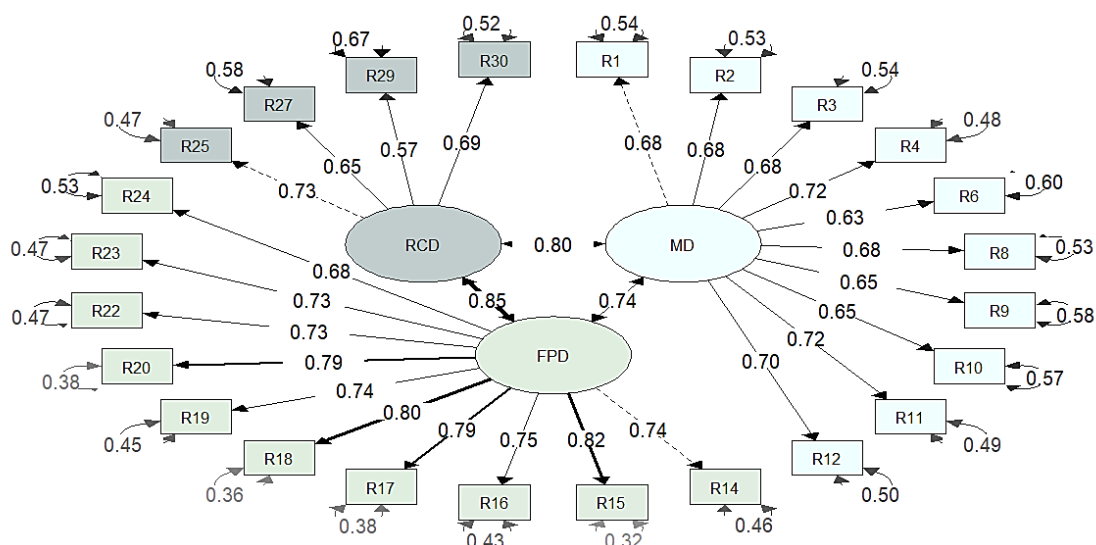 0.52
0.54
0.67
R30
R1
0.53
0.58
R29
R2
0.54
R27
R3
0.47
0.48
R25
R4
0.69
0.68
0.57
0.68
0.65
0.68
0.53
R24
0.73
0.72
R6
0.60
0.63
0.47
R23
RCD
0.80
MD
0.68
R8
0.53
0.68
0.65
0.47
R22
0.73
0.85
0.74
0.65
R9
0.58
0.73
0.38
R20
0.79
FPD
0.70
0.72
R10
0.57
0.74
0.45
R19
0.80
R11
0.49
0.79
0.75
0.82
0.74
R18
R12
0.36
0.50
R17
R16
R15
R14
0.38
0.43
0.32
0.46